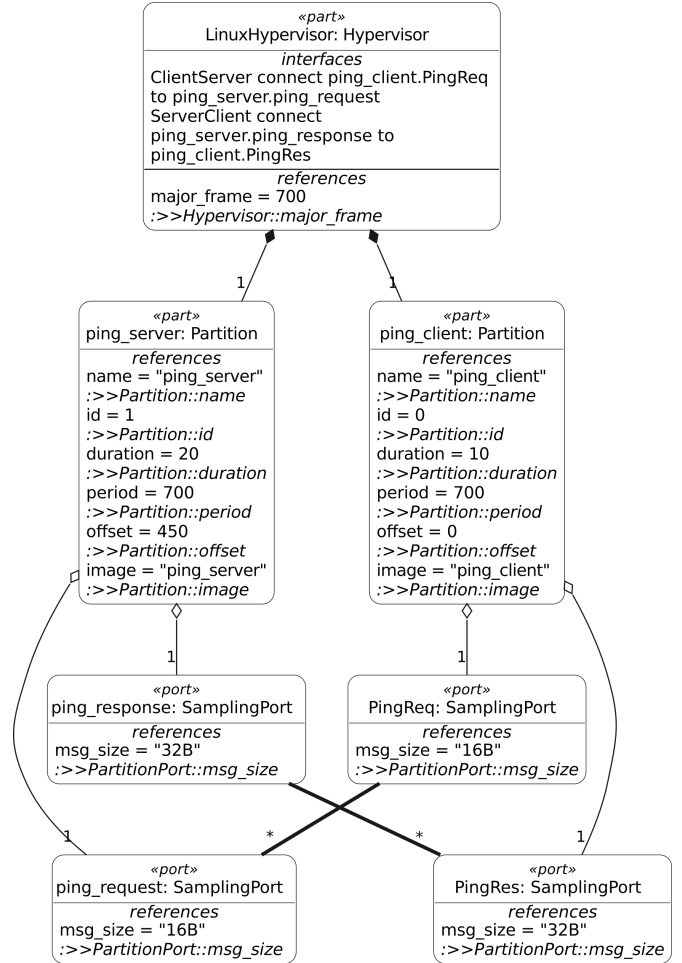 «part»
LinuxHypervisor: Hypervisor
interfaces
ClientServer connect ping_client.PingReq
to ping_server.ping_request
ServerClient connect
ping_server.ping_response to
ping_client.PingRes
references
major_frame = 700
:>>Hypervisor::major_frame
1
1
«part»
ping_server: Partition
references
name = "ping_server"
:>>Partition::name
id = 1
:>>Partition::id
duration = 20
:>>Partition::duration
period = 700
:>>Partition::period
offset = 450
:>>Partition::offset
image = "ping_server"
:>>Partition::image
«part»
ping_client: Partition
references
name = "ping_client"
:>>Partition::name
id = 0
:>>Partition::id
duration = 10
:>>Partition::duration
period = 700
:>>Partition::period
offset = 0
:>>Partition::offset
image = "ping_client"
:>>Partition::image
1
1
«port»
ping_response: SamplingPort
references
msg_size = "32B"
:>>PartitionPort::msg_size
«port»
PingReq: SamplingPort
references
msg_size = "16B"
:>>PartitionPort::msg_size
1
*
*
1
«port»
ping_request: SamplingPort
references
msg_size = "16B"
:>>PartitionPort::msg_size
«port»
PingRes: SamplingPort
references
msg_size = "32B"
:>>PartitionPort::msg_size